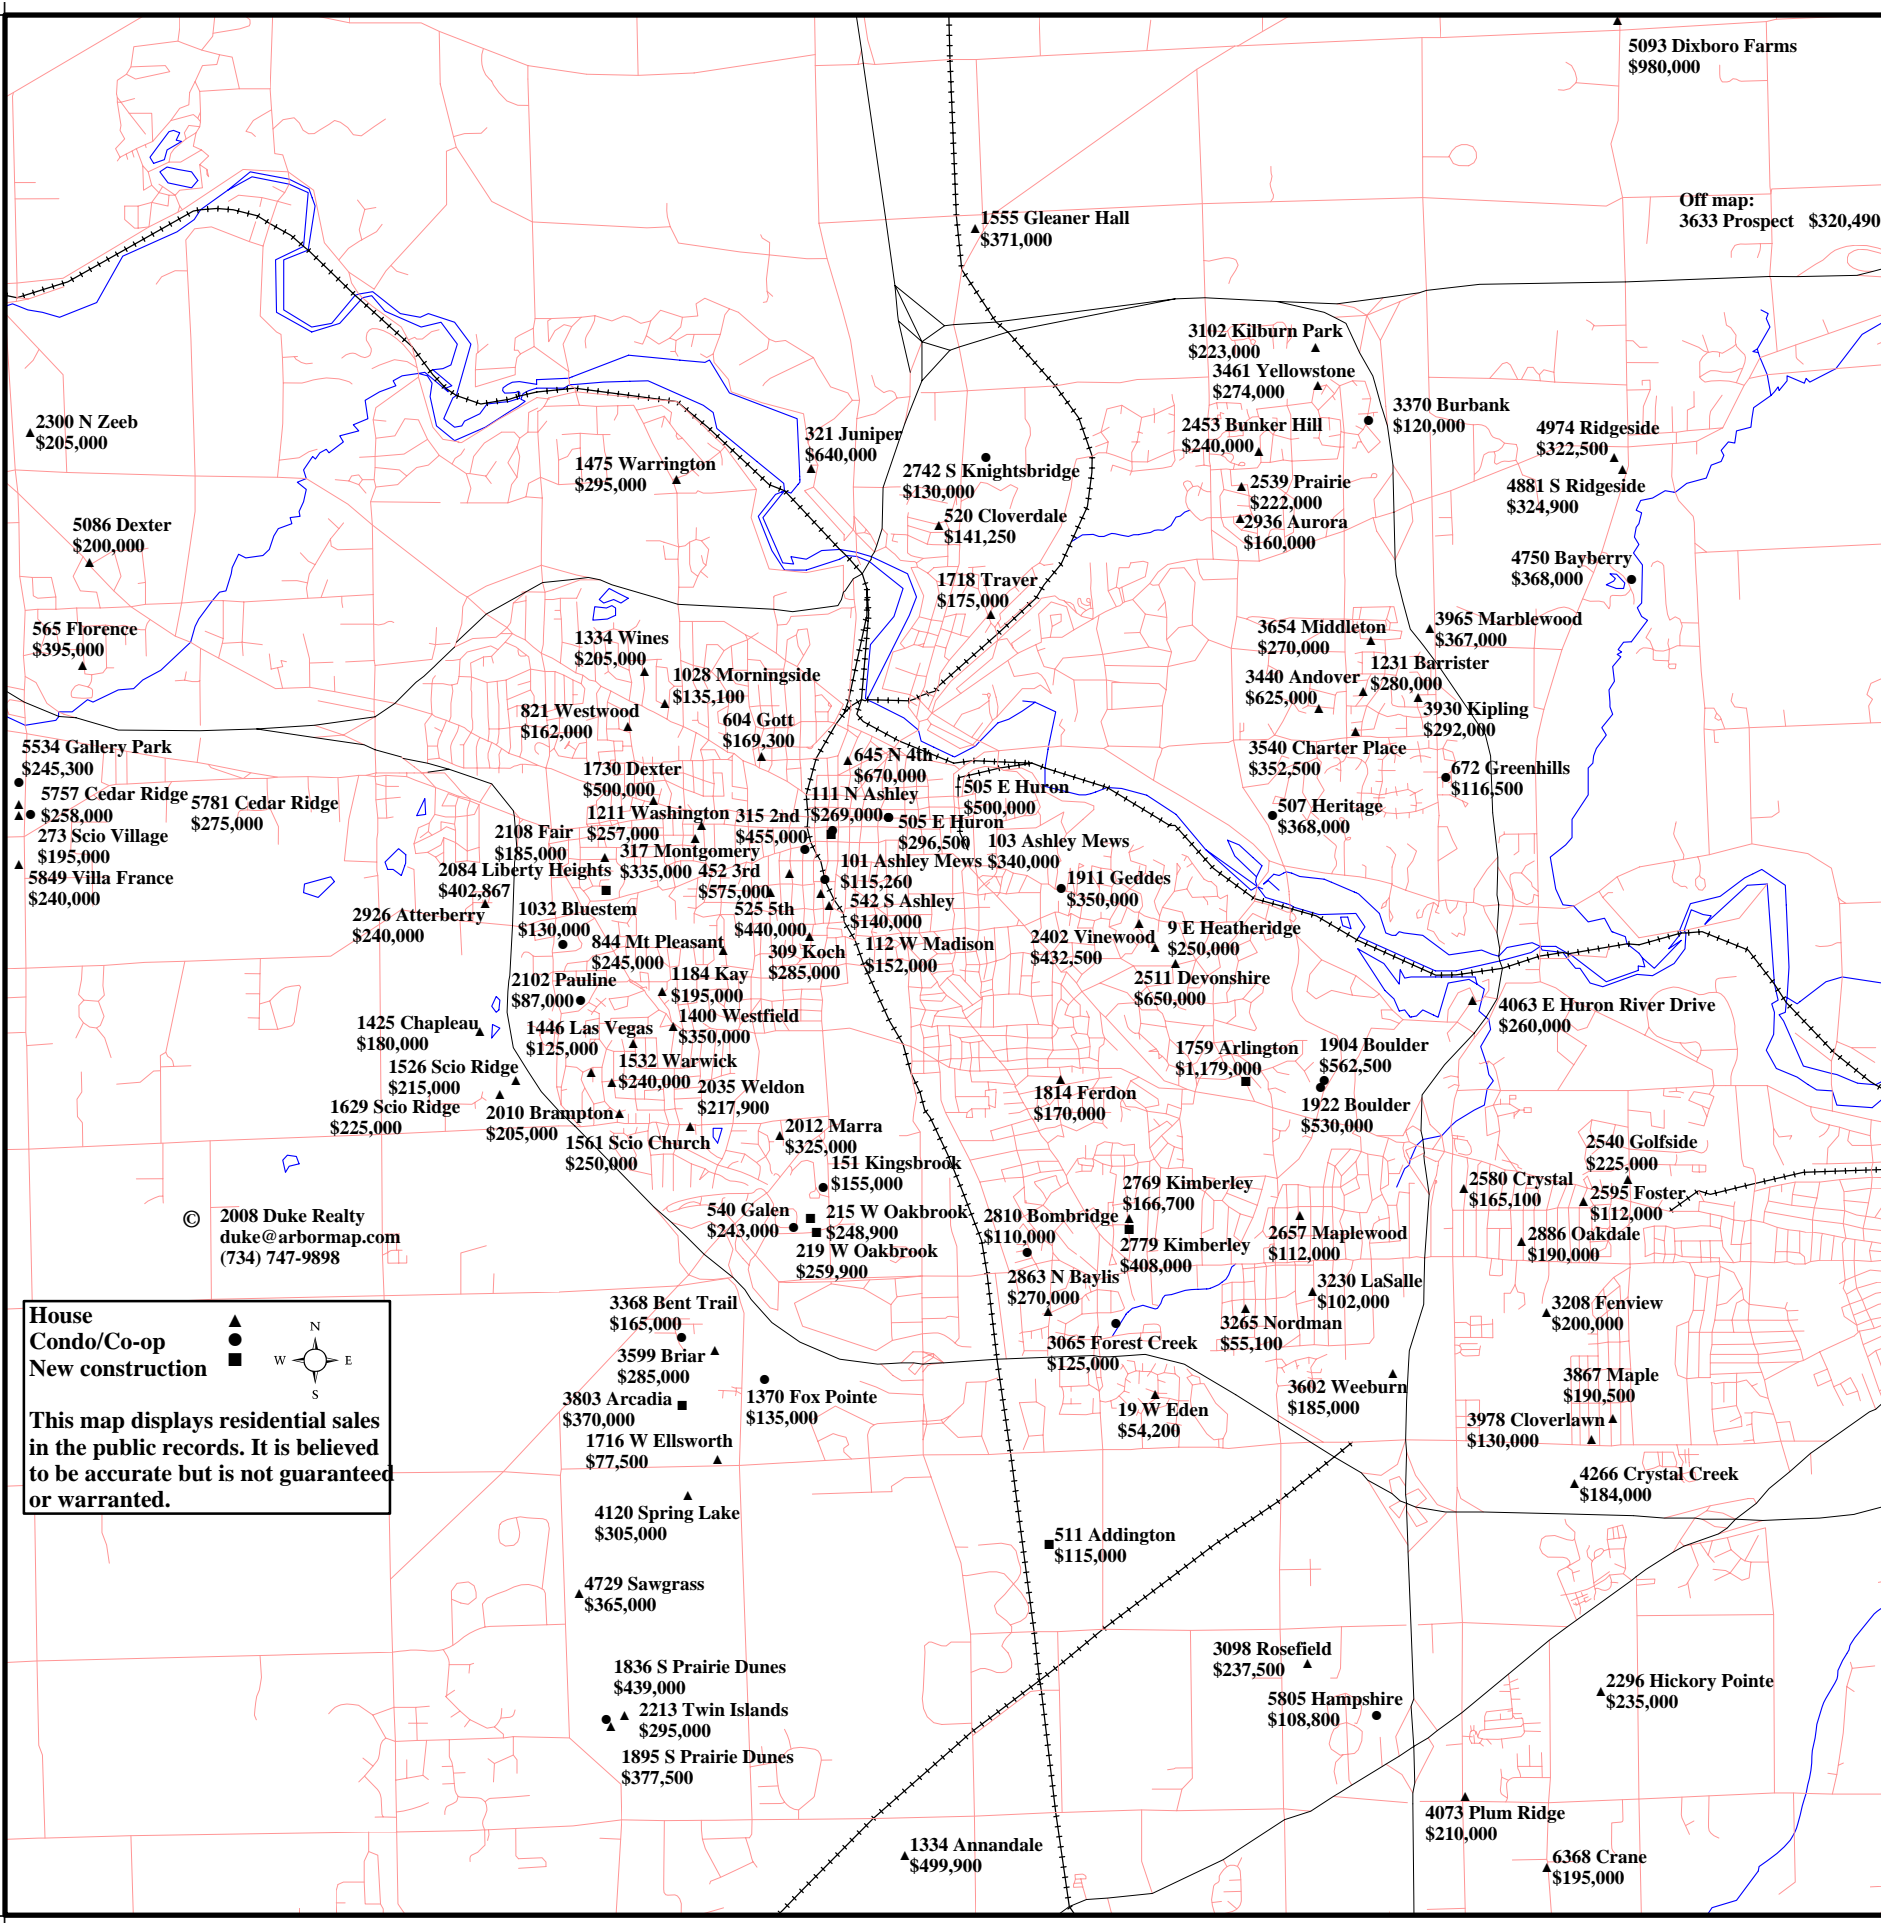 5093 Dixboro Farms
$980,000
Off map:
3633 Prospect $320,490
1555 Gleaner Hall
$371,000
3102 Kilburn Park
$223,000
3461 Yellowstone
$274,000
2453 Bunker Hill
$240,000
3370 Burbank
$120,000
4974 Ridgeside
$322,500
4881 S Ridgeside
$324,900
2300 N Zeeb
$205,000
321 Juniper
$640,000
1475 Warrington
$295,000
2742 S Knightsbridge
$130,000
2539 Prairie
$222,000
2936 Aurora
$160,000
520 Cloverdale
$141,250
5086 Dexter
$200,000
4750 Bayberry
$368,000
1718 Traver
$175,000
565 Florence
$395,000
1334 Wines
$205,000
1028 Morningside
$135,100
3654 Middleton
$270,000
3965 Marblewood
$367,000
1231 Barrister
$280,000
3440 Andover
$625,000
3930 Kipling
$292,000
821 Westwood
$162,000
604 Gott
$169,300
5534 Gallery Park
$245,300
5757 Cedar Ridge
$258,000
5781 Cedar Ridge
$275,000
273 Scio Village
$195,000
5849 Villa France
$240,000
1730 Dexter
$500,000
645 N 4th
$670,000
3540 Charter Place
$352,500
672 Greenhills
$116,500
505 E Huron
$500,000
111 N Ashley
$269,000
505 E Huron
$296,500
507 Heritage
$368,000
1211 Washington
$257,000
315 2nd
$455,000
2108 Fair
$185,000
317 Montgomery
$335,000
103 Ashley Mews
$340,000
2084 Liberty Heights
$402,867
452 3rd
$575,000
101 Ashley Mews
$115,260
1911 Geddes
$350,000
2926 Atterberry
$240,000
1032 Bluestem
$130,000
525 5th
$440,000
542 S Ashley
$140,000
844 Mt Pleasant
$245,000
309 Koch
$285,000
112 W Madison
$152,000
2402 Vinewood
$432,500
9 E Heatheridge
$250,000
2511 Devonshire
$650,000
2102 Pauline
$87,000
1184 Kay
$195,000
4063 E Huron River Drive
$260,000
1425 Chapleau
$180,000
1446 Las Vegas
$125,000
1400 Westfield
$350,000
1759 Arlington
$1,179,000
1904 Boulder
$562,500
1526 Scio Ridge
$215,000
1532 Warwick
$240,000
2035 Weldon
$217,900
1814 Ferdon
$170,000
1922 Boulder
$530,000
1629 Scio Ridge
$225,000
2010 Brampton
$205,000
1561 Scio Church
$250,000
2012 Marra
$325,000
2540 Golfside
$225,000
151 Kingsbrook
$155,000
2769 Kimberley
$166,700
2580 Crystal
$165,100
2595 Foster
$112,000
© 2008 Duke Realty
duke@arbormap.com
(734) 747-9898
540 Galen
$243,000
215 W Oakbrook
$248,900
219 W Oakbrook
$259,900
2810 Bombridge
$110,000
2779 Kimberley
$408,000
2657 Maplewood
$112,000
2886 Oakdale
$190,000
2863 N Baylis
$270,000
3230 LaSalle
$102,000
3265 Nordman
$55,100
3208 Fenview
$200,000
3368 Bent Trail
$165,000
3065 Forest Creek
$125,000
House
Condo/Co-op
New construction
N
W E
S
This map displays residential sales
in the public records. It is believed
to be accurate but is not guaranteed
or warranted.
3599 Briar
$285,000
3803 Arcadia
$370,000
1370 Fox Pointe
$135,000
19 W Eden
$54,200
3602 Weeburn
$185,000
3867 Maple
$190,500
3978 Cloverlawn
$130,000
1716 W Ellsworth
$77,500
4266 Crystal Creek
$184,000
4120 Spring Lake
$305,000
511 Addington
$115,000
4729 Sawgrass
$365,000
3098 Rosefield
$237,500
1836 S Prairie Dunes
$439,000
2213 Twin Islands
$295,000
1895 S Prairie Dunes
$377,500
5805 Hampshire
$108,800
2296 Hickory Pointe
$235,000
4073 Plum Ridge
$210,000
1334 Annandale
$499,900
6368 Crane
$195,000